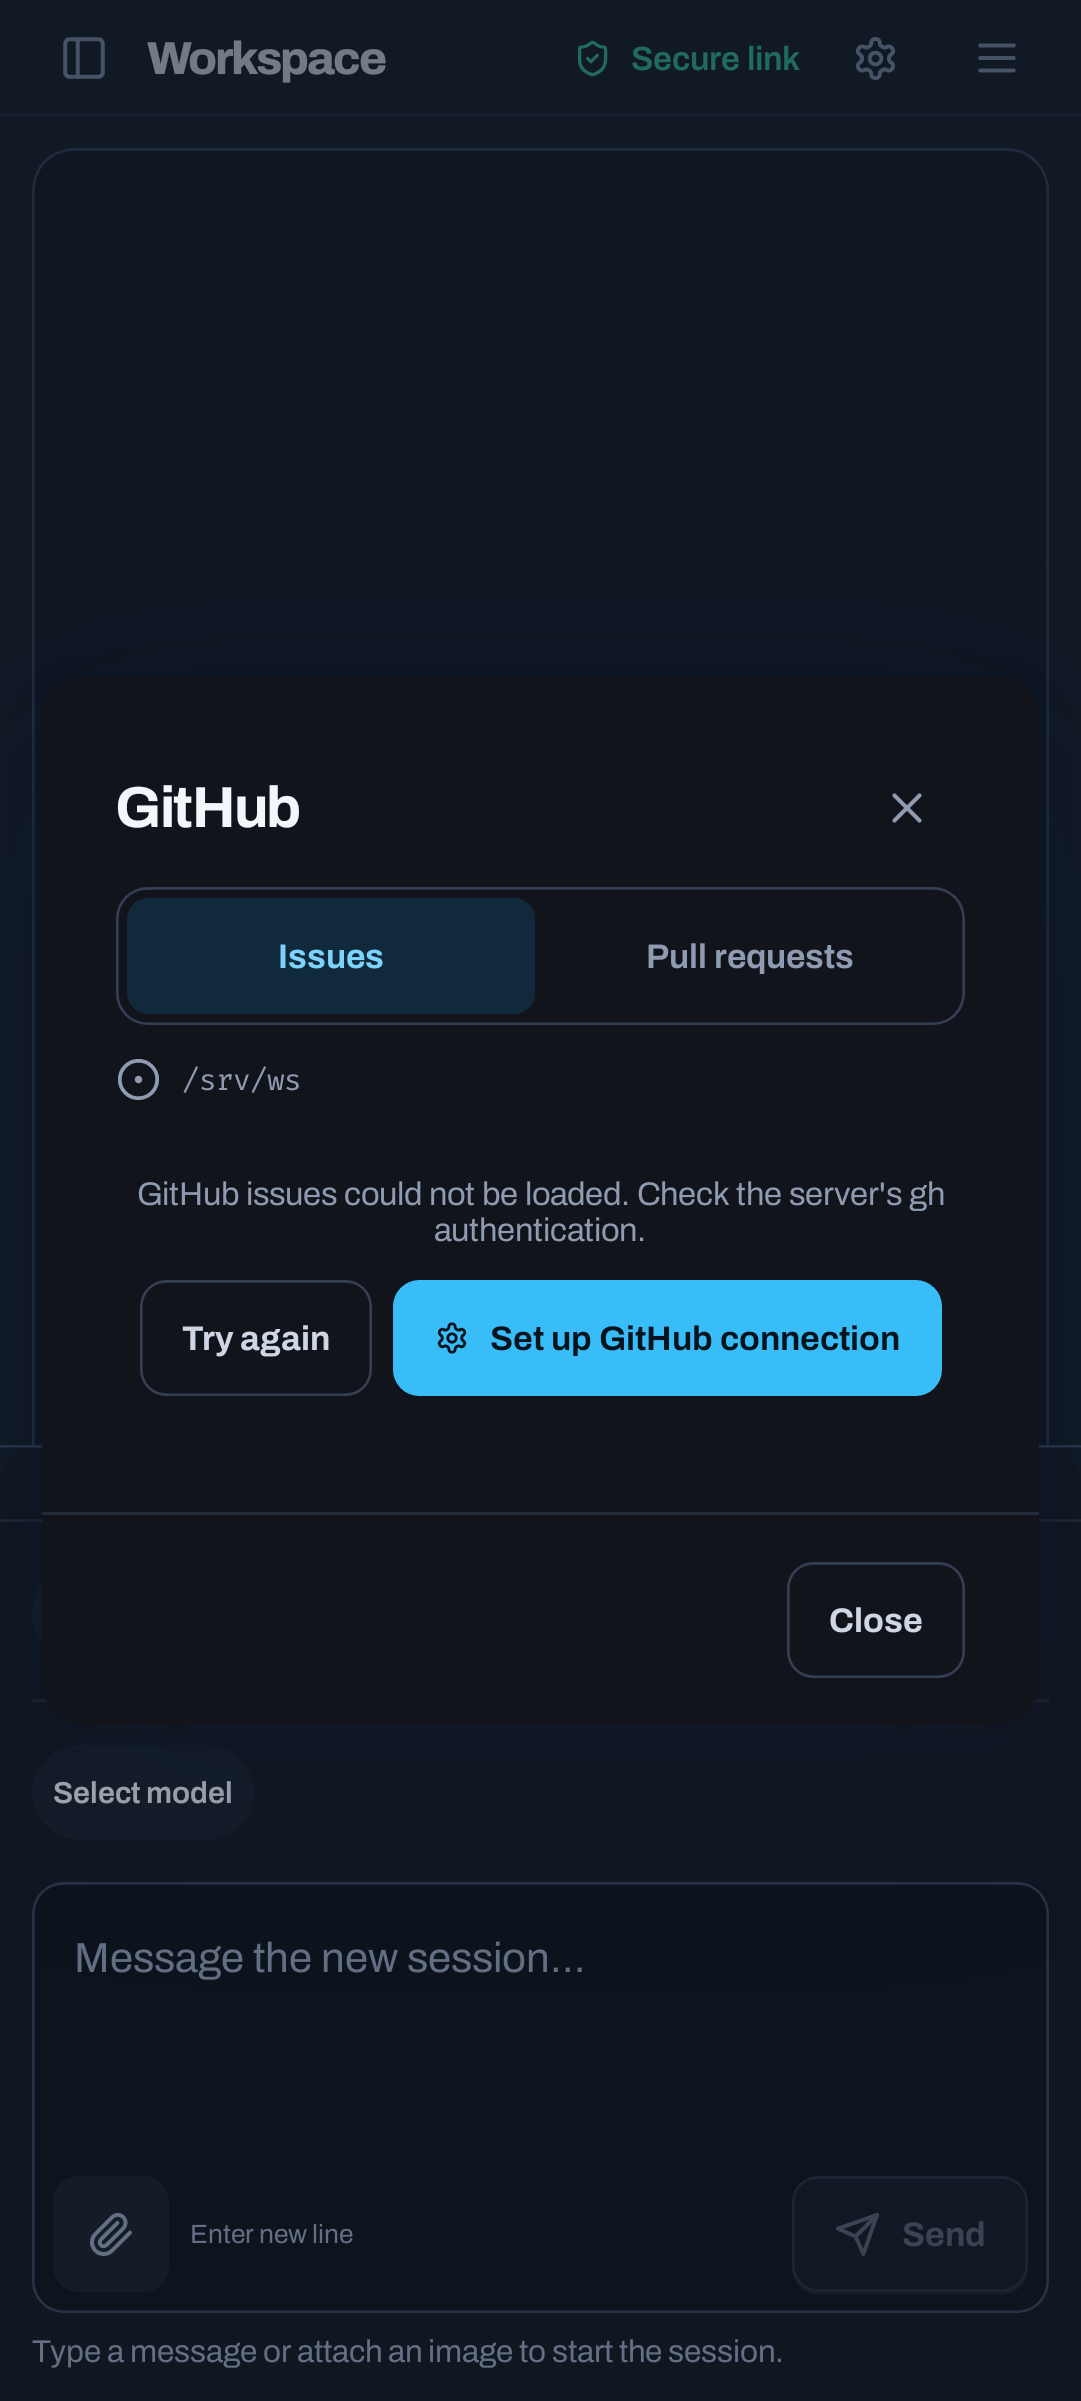 Workspace
Secure link
GitHub
Issues
Pull requests
/srv/ws
GitHub issues could not be loaded. Check the server's gh
authentication.
Try again
Set up GitHub connection
Close
Select model
Message the new session...
Enter new line
Send
Type a message or attach an image to start the session.